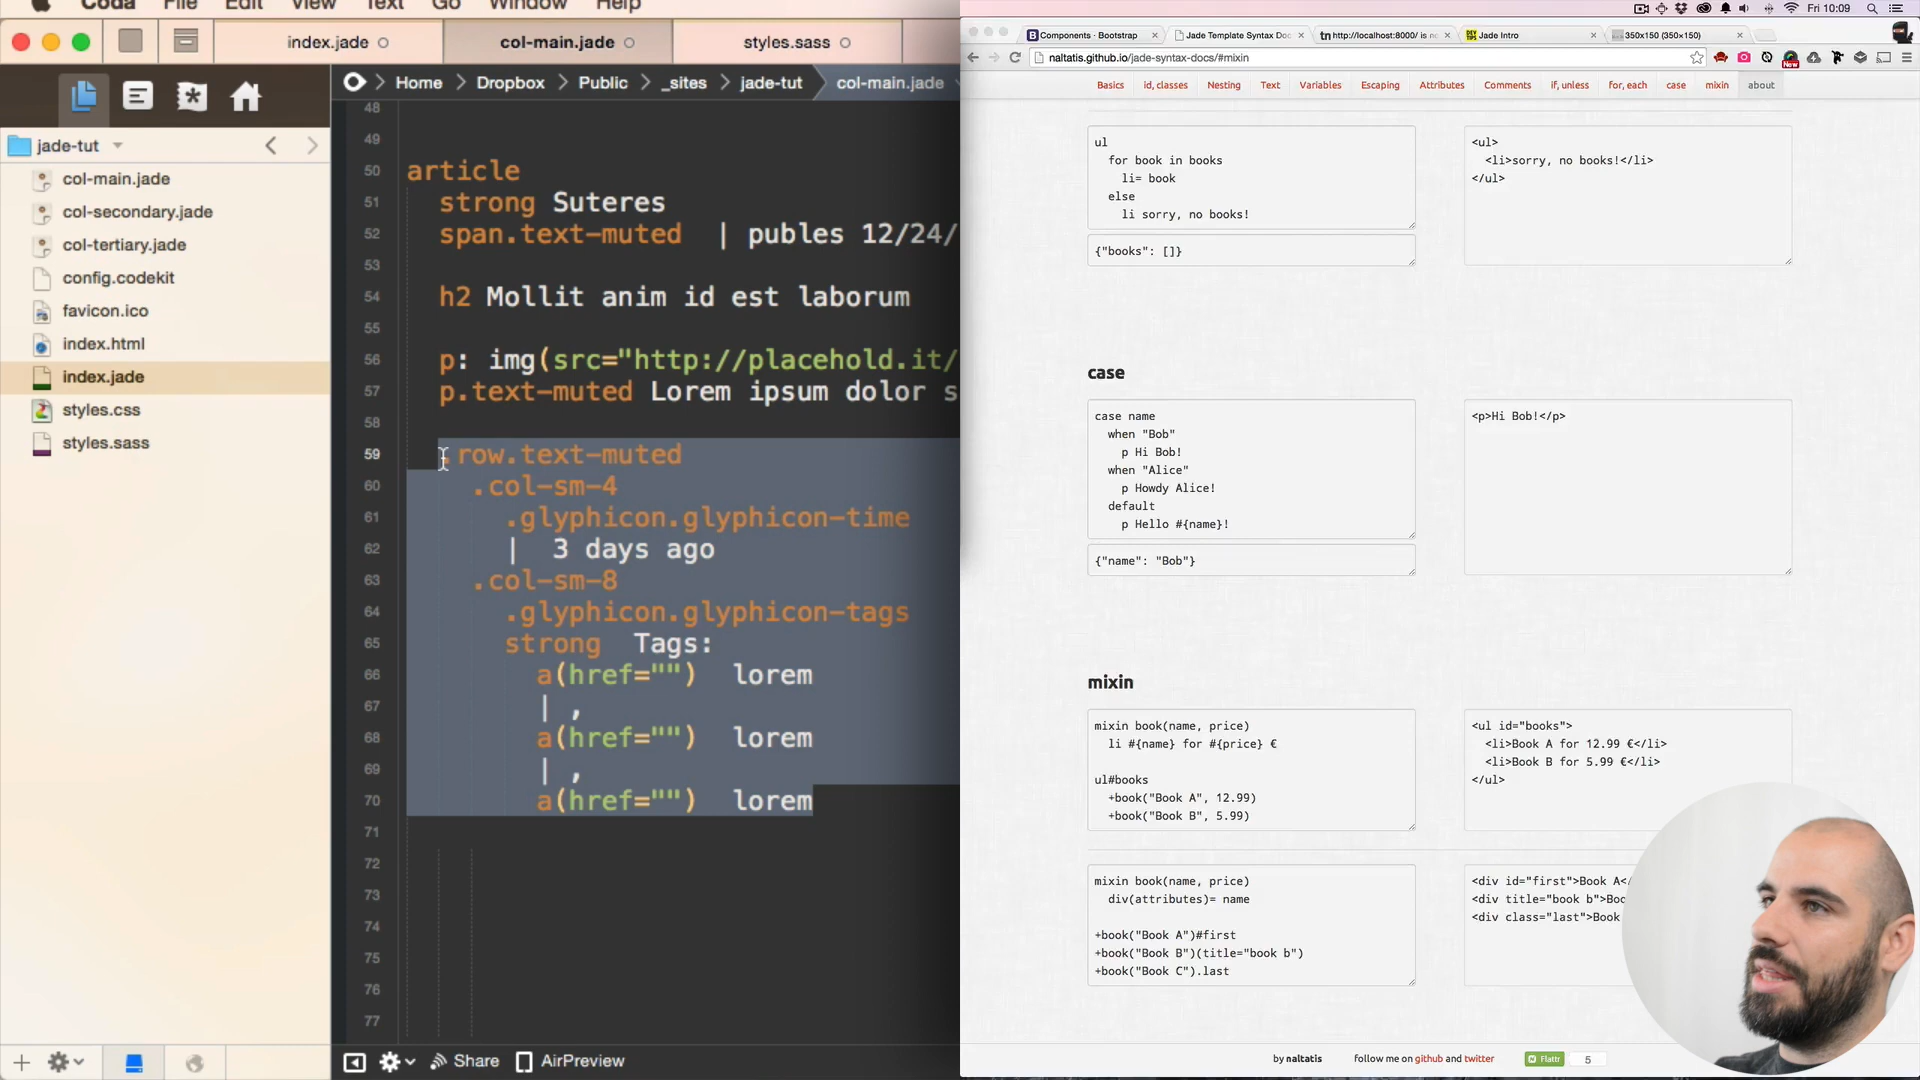 Coda File Edit View Text Go Window Help
index.jade
col-main.jade
styles.sass
Home > Dropbox > Public > _sites > jade-tut > col-main.jade
jade-tut
col-main.jade
col-secondary.jade
col-tertiary.jade
config.codekit
favicon.ico
index.html
index.jade
styles.css
styles.sass
48
49
50 article
51 strong Suteres
52 span.text-muted | publes 12/24/
53
54 h2 Mollit anim id est laborum
55
56 p: img(src="http://placehold.it/
57 p.text-muted Lorem ipsum dolor s
58
59 .row.text-muted
60 .col-sm-4
61 .glyphicon.glyphicon-time
62 | 3 days ago
63 .col-sm-8
64 .glyphicon.glyphicon-tags
65 strong Tags:
66 a(href="") lorem
67 | ,
68 a(href="") lorem
69 | ,
70 a(href="") lorem
71
72
73
74
75
76
77
Share
AirPreview
Fri 10:09
Components · Bootstrap
Jade Template Syntax Doc
http://localhost:8000/ is n
Jade Intro
350x150 (350×150)
naltatis.github.io/jade-syntax-docs/#mixin
New
Basics id, classes Nesting Text Variables Escaping Attributes Comments if, unless for, each case mixin about
ul
for book in books
li= book
else
li sorry, no books!
{"books": []}
<ul>
<li>sorry, no books!</li>
</ul>
case
case name
when "Bob"
p Hi Bob!
when "Alice"
p Howdy Alice!
default
p Hello #{name}!
{"name": "Bob"}
<p>Hi Bob!</p>
mixin
mixin book(name, price)
li #{name} for #{price} €
ul#books
+book("Book A", 12.99)
+book("Book B", 5.99)
<ul id="books">
<li>Book A for 12.99 €</li>
<li>Book B for 5.99 €</li>
</ul>
mixin book(name, price)
div(attributes)= name
+book("Book A")#first
+book("Book B")(title="book b")
+book("Book C").last
<div id="first">Book A</
<div title="book b">Boo
<div class="last">Book
by naltatis
follow me on github and twitter
Flattr
5